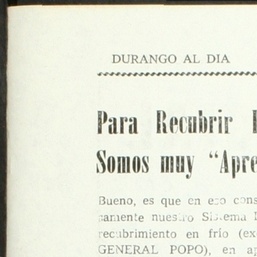 DURANGO AL DIA
Para Recubrir
Somos muy “Apre
Bueno, es que en eso cons
samente nuestro Sistema
recubrimiento en frío (ex
GENERAL POPO), en ap